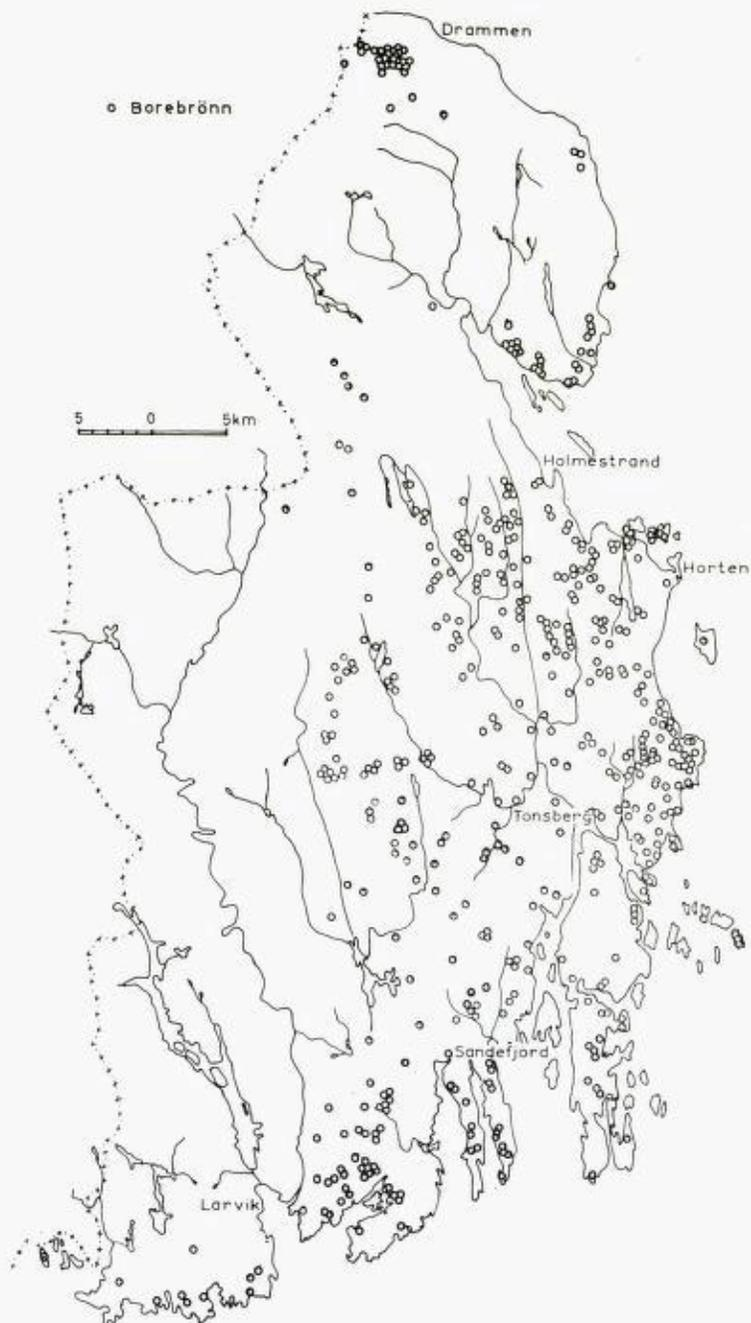 Drammen
o Borebrönn
5 0 5km
Holmestrand
Horten
Tonsberg
Sandefjord
Larvik